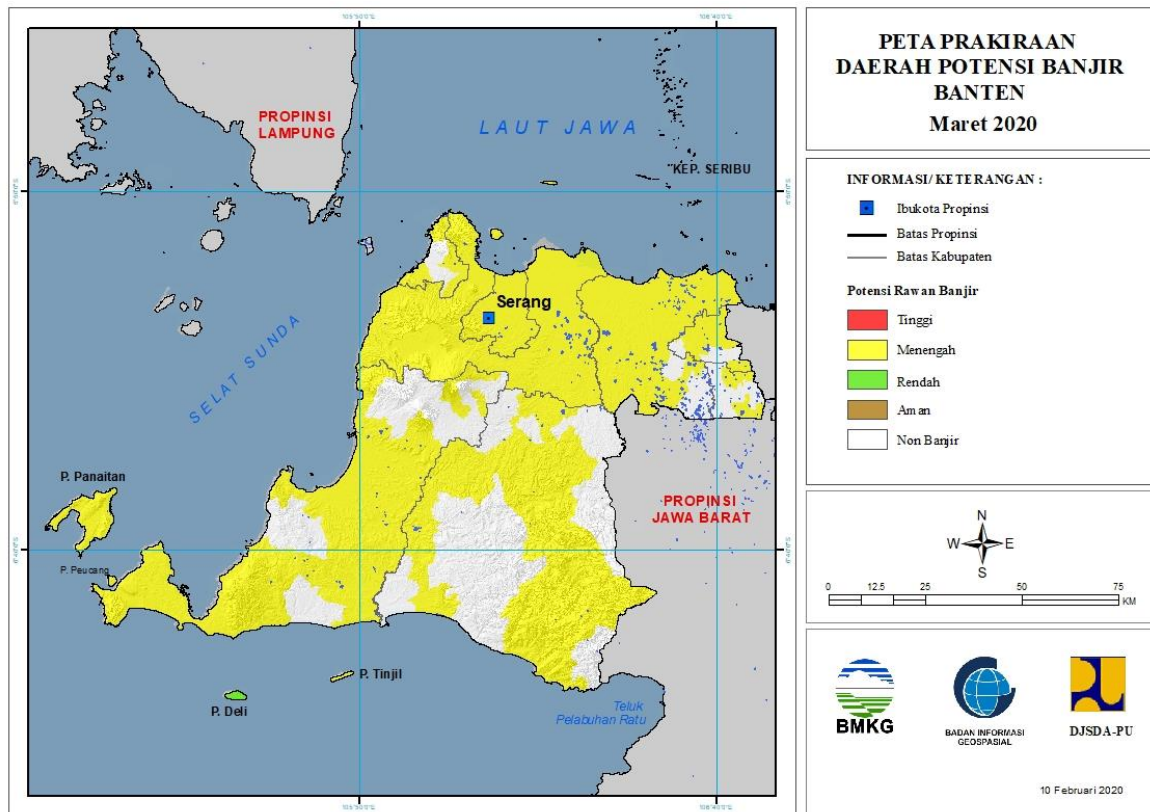 PETA PRAKIRAAN
DAERAH POTENSI BANJIR
BANTEN
Maret 2020
INFORMASI/ KETERANGAN :
Ibukota Propinsi
Batas Propinsi
Batas Kabupaten
Potensi Rawan Banjir
Tinggi
Menengah
Rendah
Aman
Non Banjir
N
W
E
S
0
12.5
25
50
75
KM
BMKG
BADAN INFORMASI
GEOSPASIAL
DJSDA-PU
10 Februari 2020
PROPINSI
LAMPUNG
LAUT JAWA
KEP. SERIBU
Serang
SELAT SUNDA
P. Panaitan
P. Peucang
PROPINSI
JAWA BARAT
P. Tinjil
P. Deli
Teluk
Pelabuhan Ratu